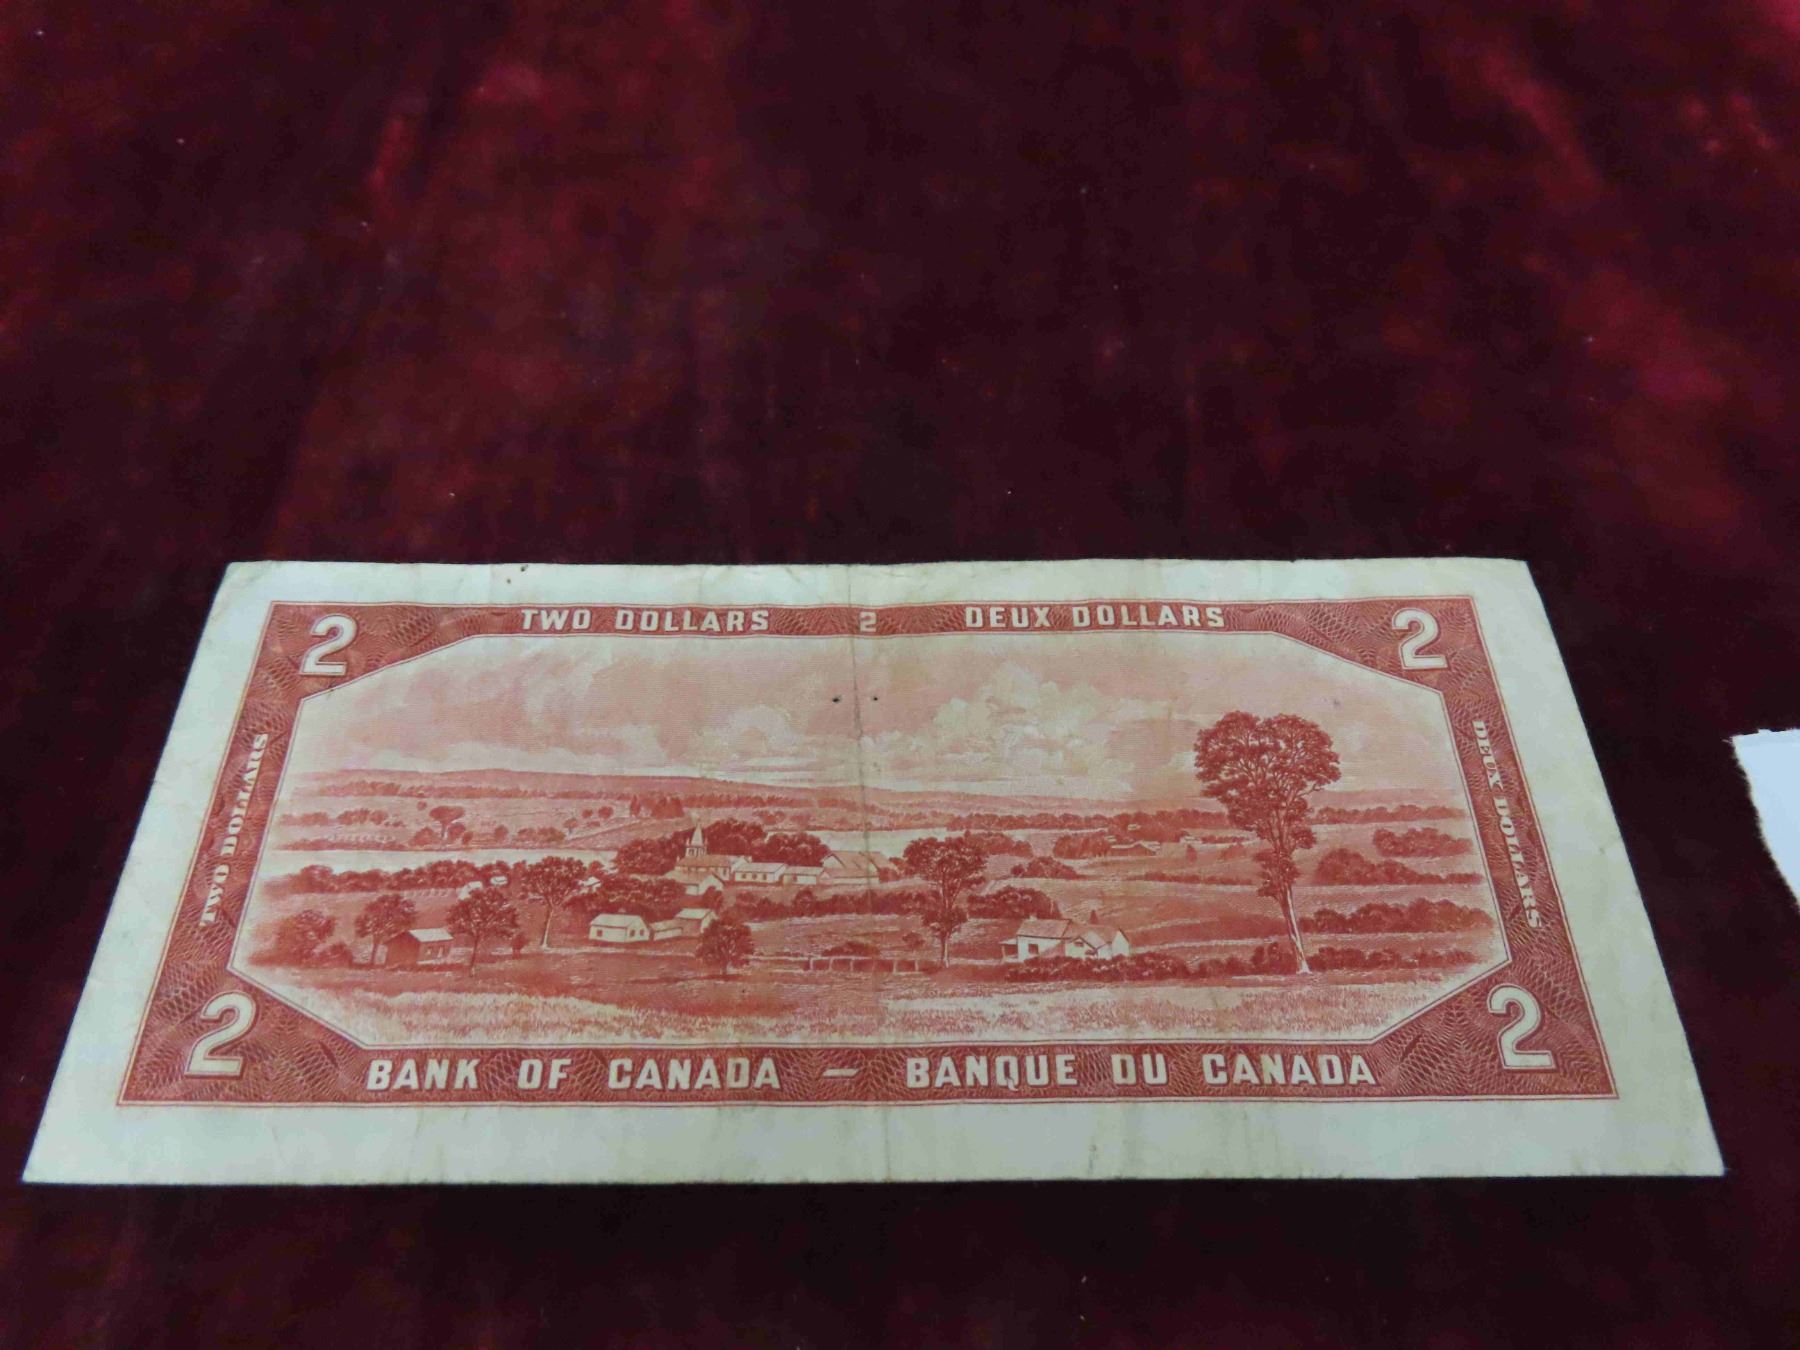 TWO DOLLARS 2 DEUX DOLLARS
2 2
TWO DOLLARS
DEUX DOLLARS
2 2
BANK OF CANADA – BANQUE DU CANADA